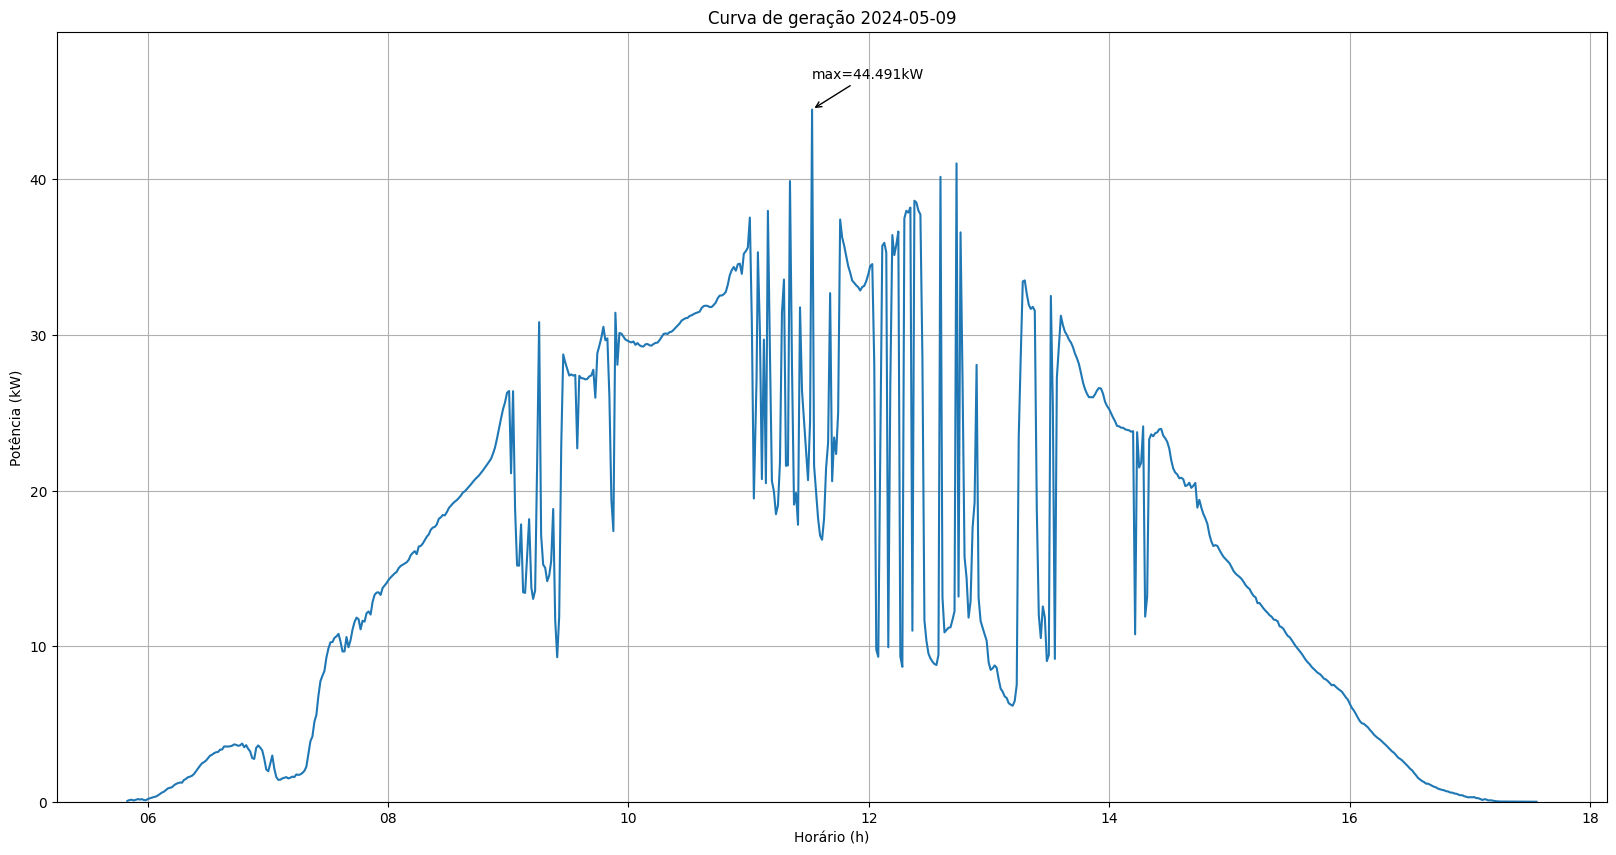 Curva de geração 2024-05-09
max=44.491kW
40
30
20
10
0
Potência (kW)
06 08 10 12 14 16 18
Horário (h)